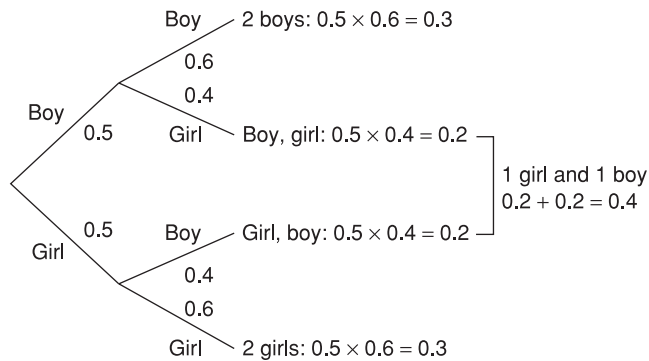 Boy 2 boys: 0.5 × 0.6 = 0.3
0.6
0.4
Boy
0.5
Girl Boy, girl: 0.5 × 0.4 = 0.2
1 girl and 1 boy
0.2 + 0.2 = 0.4
0.5
Girl
Boy Girl, boy: 0.5 × 0.4 = 0.2
0.4
0.6
Girl 2 girls: 0.5 × 0.6 = 0.3